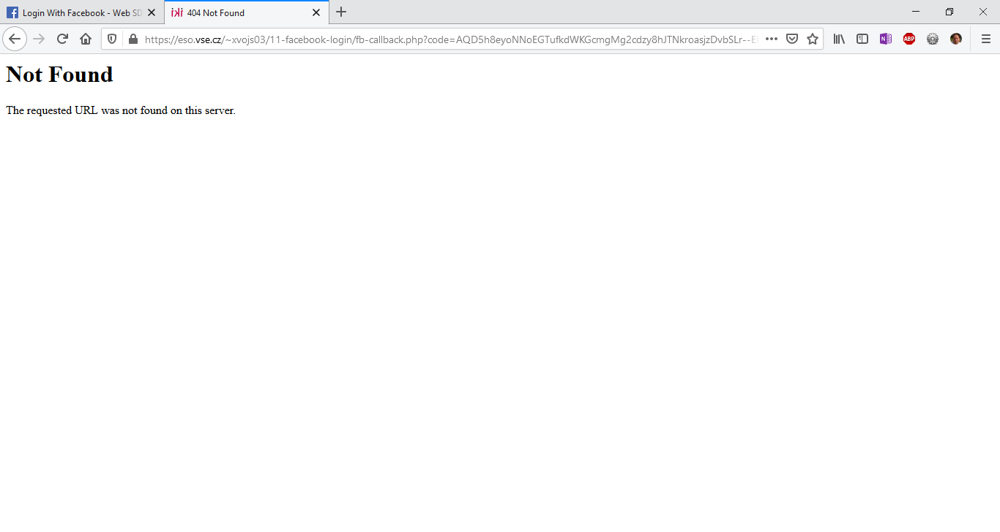 Login With Facebook - Web SD
404 Not Found
https://eso.vse.cz/~xvojs03/11-facebook-login/fb-callback.php?code=AQD5h8eyoNNoEGTufkdWKGcmgMg2cdzy8hJTNkroasjzDvbSLr--El
N
ABP
Not Found
The requested URL was not found on this server.